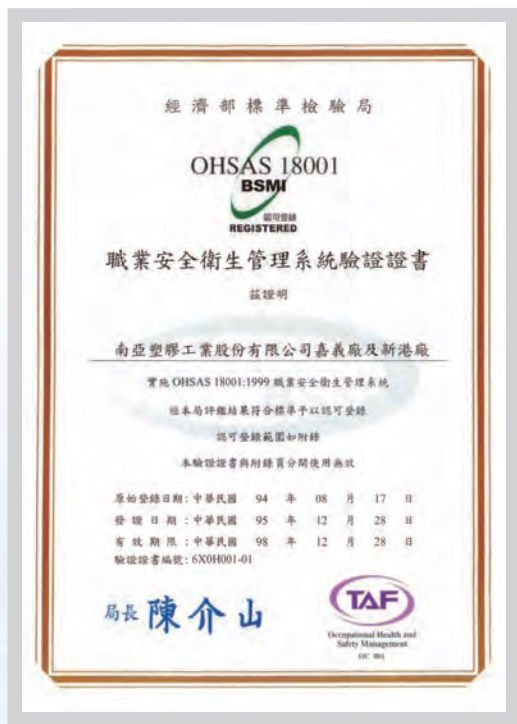 經濟部標準檢驗局
OHSAS 18001
BSMI
認可登錄
REGISTERED
職業安全衛生管理系統驗證證書
茲證明
南亞塑膠工業股份有限公司嘉義廠及新港廠
實施 OHSAS 18001:1999 職業安全衛生管理系統
經本局評鑑結果符合標準予以認可登錄
認可登錄範圍如附錄
本驗證證書與附錄頁分開使用無效
原始登錄日期:中華民國 94 年 08 月 17 日
發證日期:中華民國 95 年 12 月 28 日
有效期限:中華民國 98 年 12 月 28 日
驗證證書編號:6X0H001-01
局長 陳介山
TAF
Occupational Health and
Safety Management